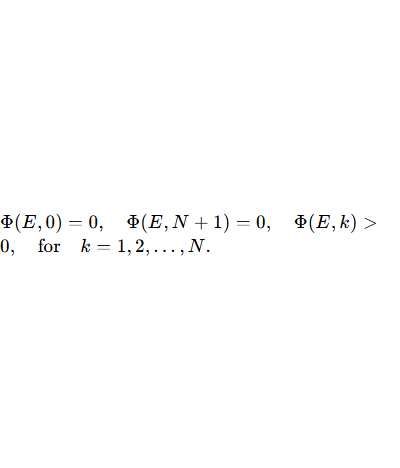 Φ(E, 0) = 0, Φ(E, N + 1) = 0, Φ(E, k) >
0, for k = 1, 2, . . . , N.